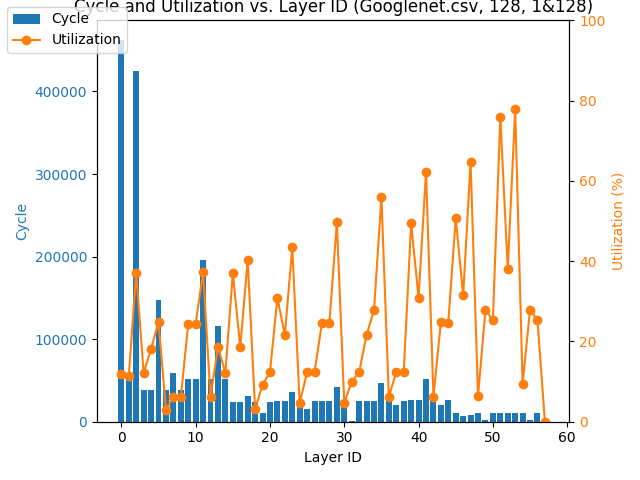 Cycle and Utilization vs. Layer ID (Googlenet.csv, 128, 1&128)
Cycle
Utilization
400000
300000
200000
100000
0
Cycle
100
80
60
40
20
0
Utilization (%)
0 10 20 30 40 50 60
Layer ID